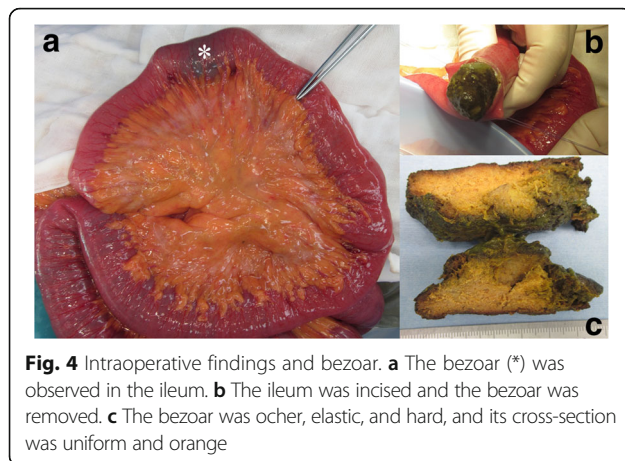 a
*
b
c
Fig. 4 Intraoperative findings and bezoar. a The bezoar (*) was
observed in the ileum. b The ileum was incised and the bezoar was
removed. c The bezoar was ocher, elastic, and hard, and its cross-section
was uniform and orange